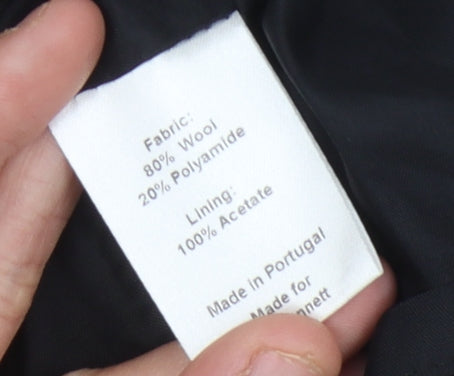 Fabric:
80% Wool
20% Polyamide
Lining:
100% Acetate
Made in Portugal
Made for